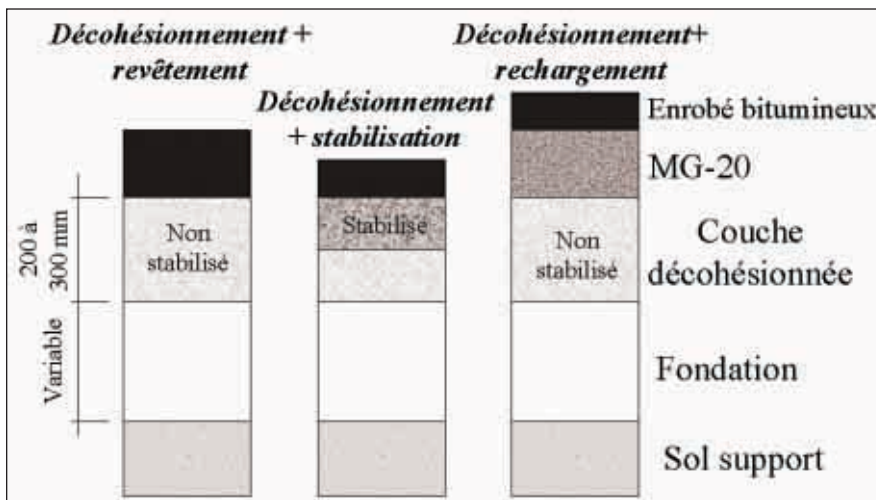 Décohésionnement +
revêtement
Décohésionnement
+ stabilisation
Décohésionnement+
rechargement
Enrobé bitumineux
MG-20
Couche
décohésionnée
Fondation
Sol support
200 à
300 mm
Variable
Non
stabilisé
Stabilisé
Non
stabilisé